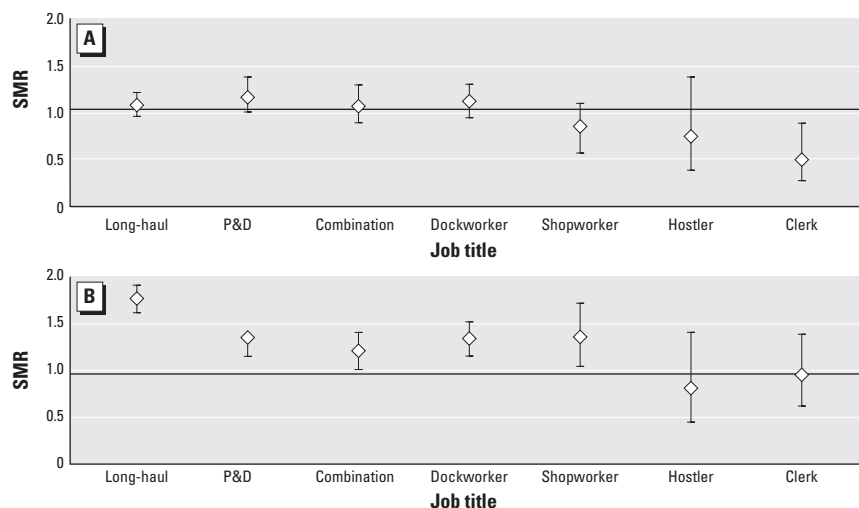 A
SMR
2.0
1.5
1.0
0.5
0
Long-haul P&D Combination Dockworker Shopworker Hostler Clerk
Job title
B
SMR
2.0
1.5
1.0
0.5
0
Long-haul P&D Combination Dockworker Shopworker Hostler Clerk
Job title